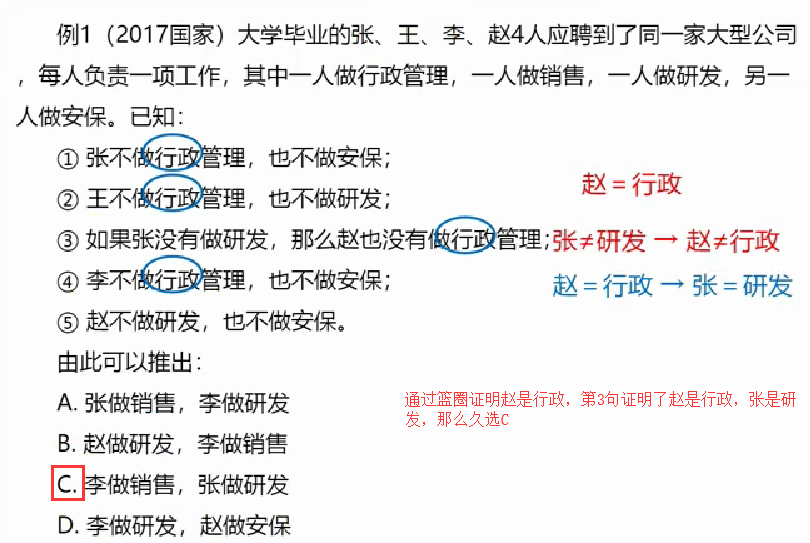 例1（2017国家）大学毕业的张、王、李、赵4人应聘到了同一家大型公司
，每人负责一项工作，其中一人做行政管理，一人做销售，一人做研发，另一
人做安保。已知：
① 张不做行政管理，也不做安保；
② 王不做行政管理，也不做研发；
赵＝行政
③ 如果张没有做研发，那么赵也没有做行政管理；
张≠研发 → 赵≠行政
④ 李不做行政管理，也不做安保；
赵＝行政 → 张＝研发
⑤ 赵不做研发，也不做安保。
由此可以推出：
A. 张做销售，李做研发
B. 赵做研发，李做销售
C. 李做销售，张做研发
D. 李做研发，赵做安保
通过篮圈证明赵是行政，第3句证明了赵是行政，张是研
发，那么久选C